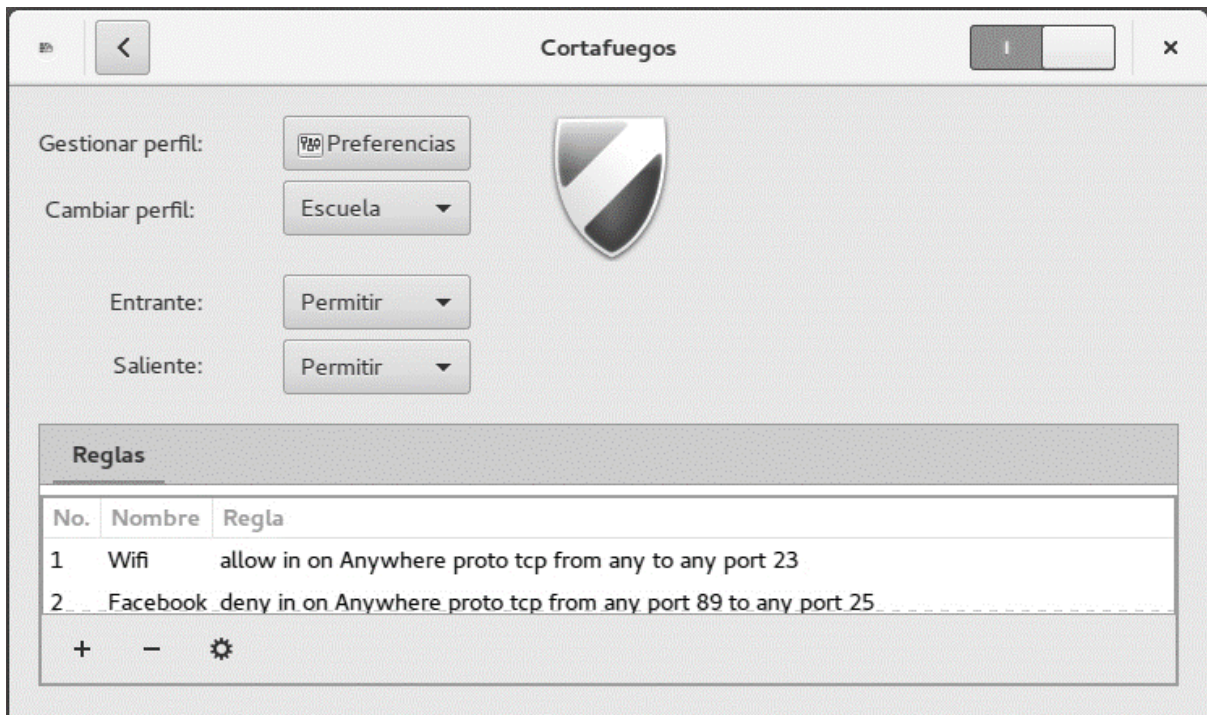 Cortafuegos
Gestionar perfil: Preferencias
Cambiar perfil: Escuela
Entrante: Permitir
Saliente: Permitir
Reglas
No. Nombre Regla
1 Wifi allow in on Anywhere proto tcp from any to any port 23
2 Facebook deny in on Anywhere proto tcp from any port 89 to any port 25